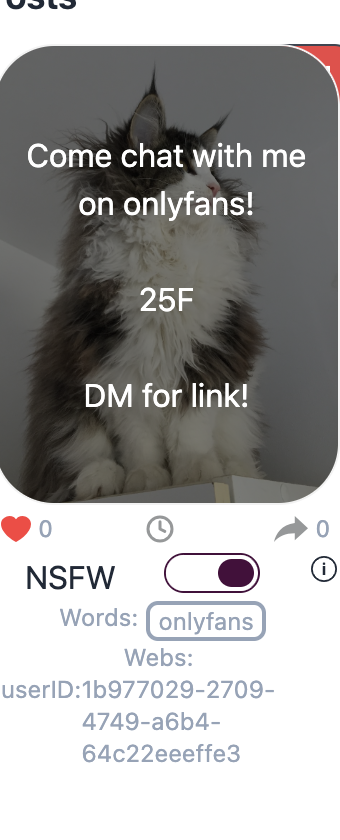 Come chat with me
on onlyfans!
25F
DM for link!
0
0
NSFW
Words: onlyfans
Webs:
userID:1b977029-2709-
4749-a6b4-
64c22eeeffe3